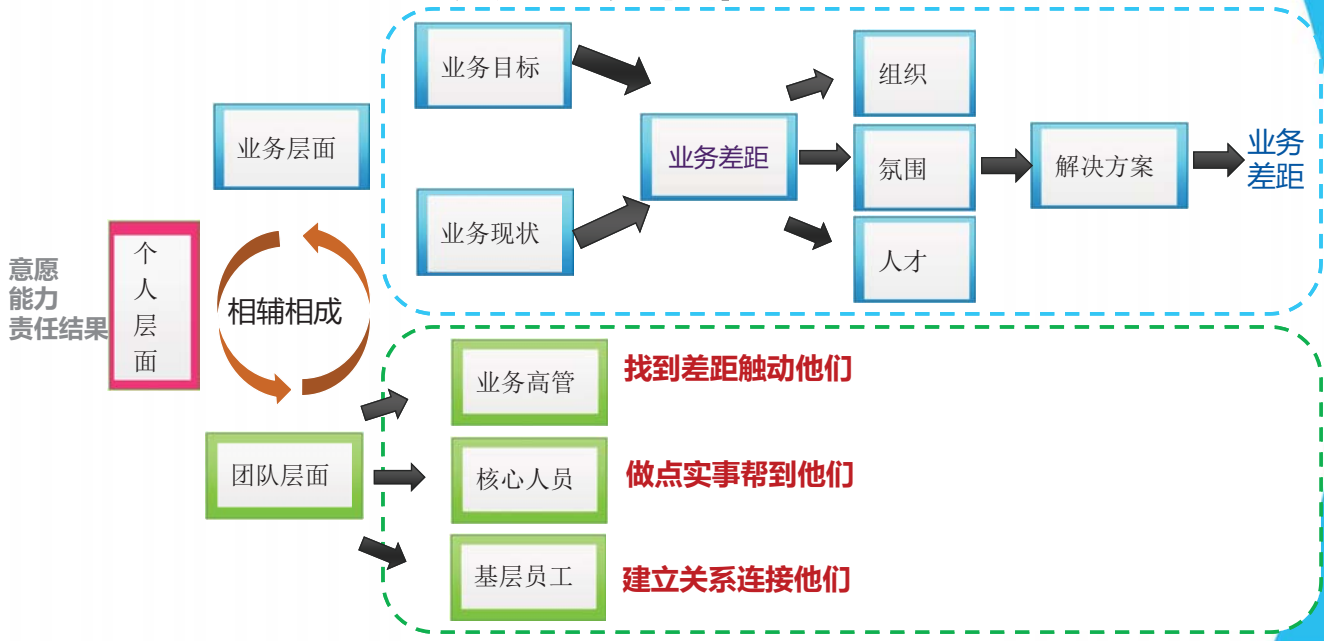 业务目标
业务现状
业务层面
业务差距
组织
氛围
人才
解决方案
业务
差距
意愿
能力
责任结果
个
人
层
面
相辅相成
团队层面
业务高管
找到差距触动他们
核心人员
做点实事帮到他们
基层员工
建立关系连接他们